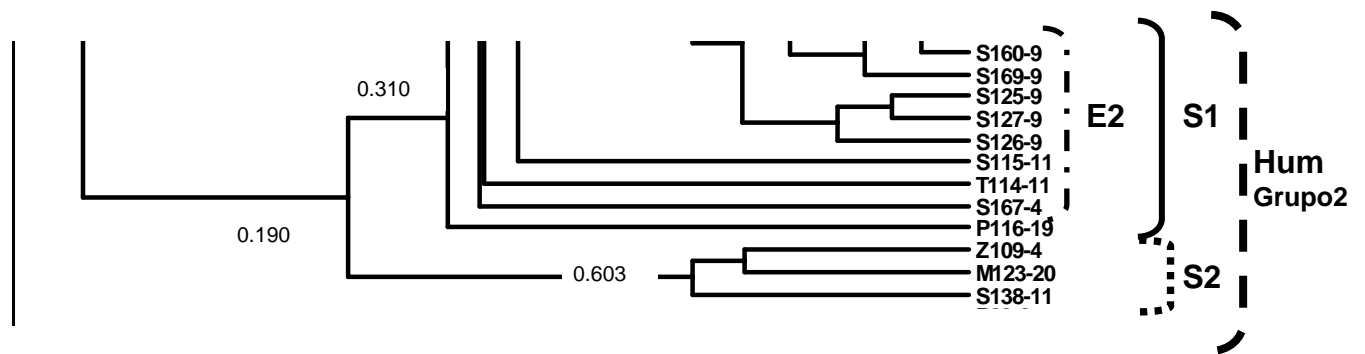 S160-9
S169-9
0.310
S125-9
S127-9
E2
S1
S126-9
S115-11
Hum
T114-11
Grupo2
S167-4
P116-19
0.190
Z109-4
M123-20
0.603
S2
S138-11